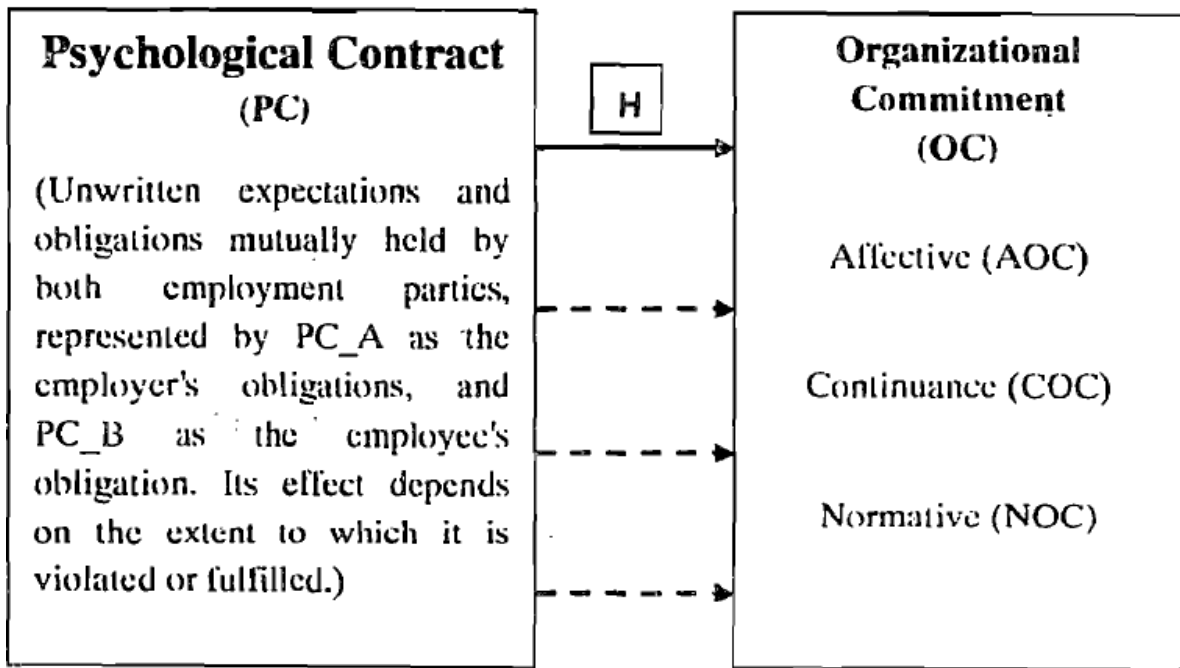 Psychological Contract
(PC)
(Unwritten expectations and
obligations mutually held by
both employment parties,
represented by PC_A as the
employer's obligations, and
PC_B as the employee's
obligation. Its effect depends
on the extent to which it is
violated or fulfilled.)
H
Organizational
Commitment
(OC)
Affective (AOC)
Continuance (COC)
Normative (NOC)